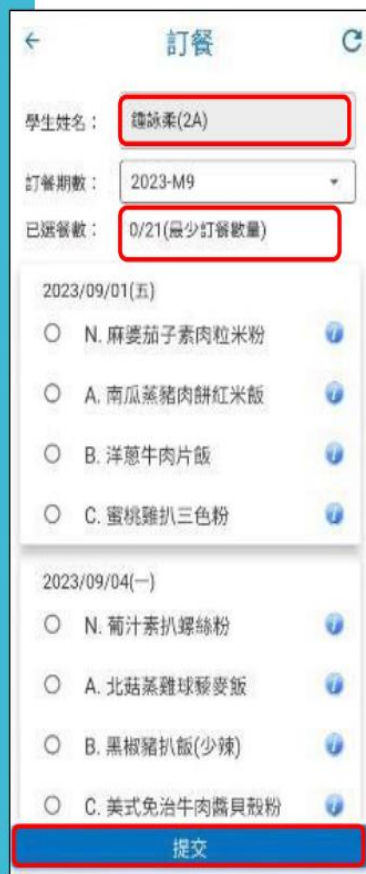 訂餐
學生姓名：
鍾詠柔(2A)
訂餐期數：
2023-M9
已選餐數：
0/21(最少訂餐數量)
2023/09/01(五)
N. 麻婆茄子素肉粒米粉
A. 南瓜蒸豬肉餅紅米飯
B. 洋蔥牛肉片飯
C. 蜜桃雞扒三色粉
2023/09/04(一)
N. 葡汁素扒螺絲粉
A. 北菇蒸雞球藜麥飯
B. 黑椒豬扒飯(少辣)
C. 美式免治牛肉醬貝殼粉
提交